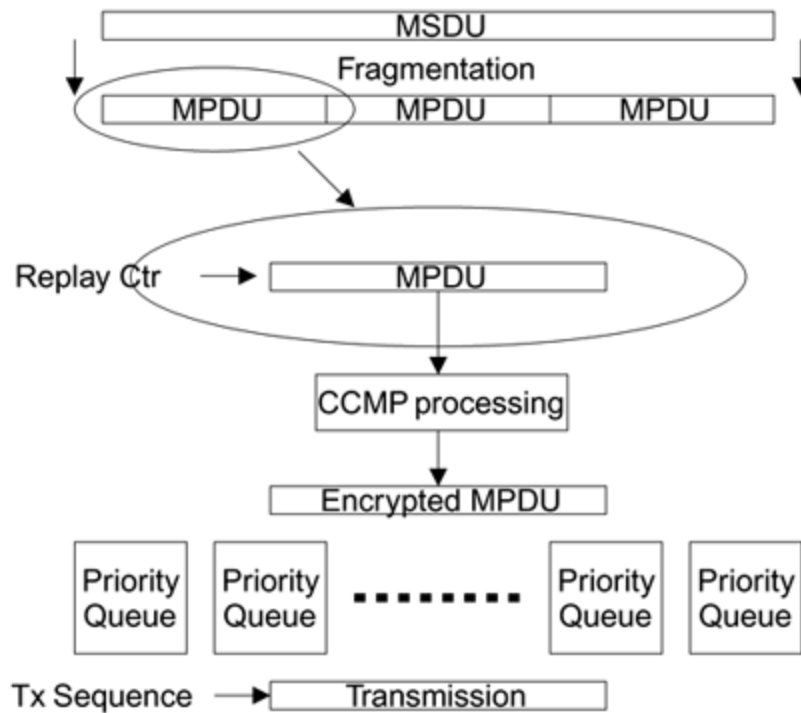 MSDU
Fragmentation
MPDU MPDU MPDU
Replay Ctr MPDU
CCMP processing
Encrypted MPDU
Priority Priority Priority Priority
Queue Queue Queue Queue
Tx Sequence Transmission